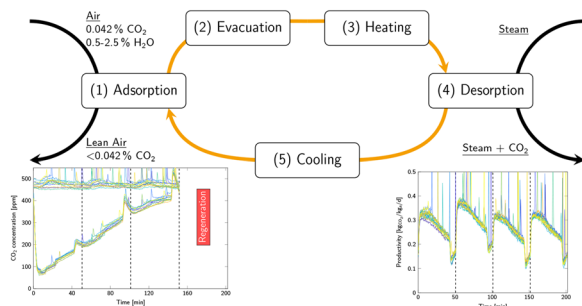 Air
0.042 % CO₂
0.5-2.5 % H₂O
(2) Evacuation
(3) Heating
Steam
(1) Adsorption
(4) Desorption
Lean Air
<0.042 % CO₂
(5) Cooling
Steam + CO₂
CO₂ concentration [ppm]
500
400
300
200
100
0
0
50
100
150
200
Time [min]
Regeneration
Productivity
0.5
0.4
0.3
0.2
0.1
0
0
50
100
150
200